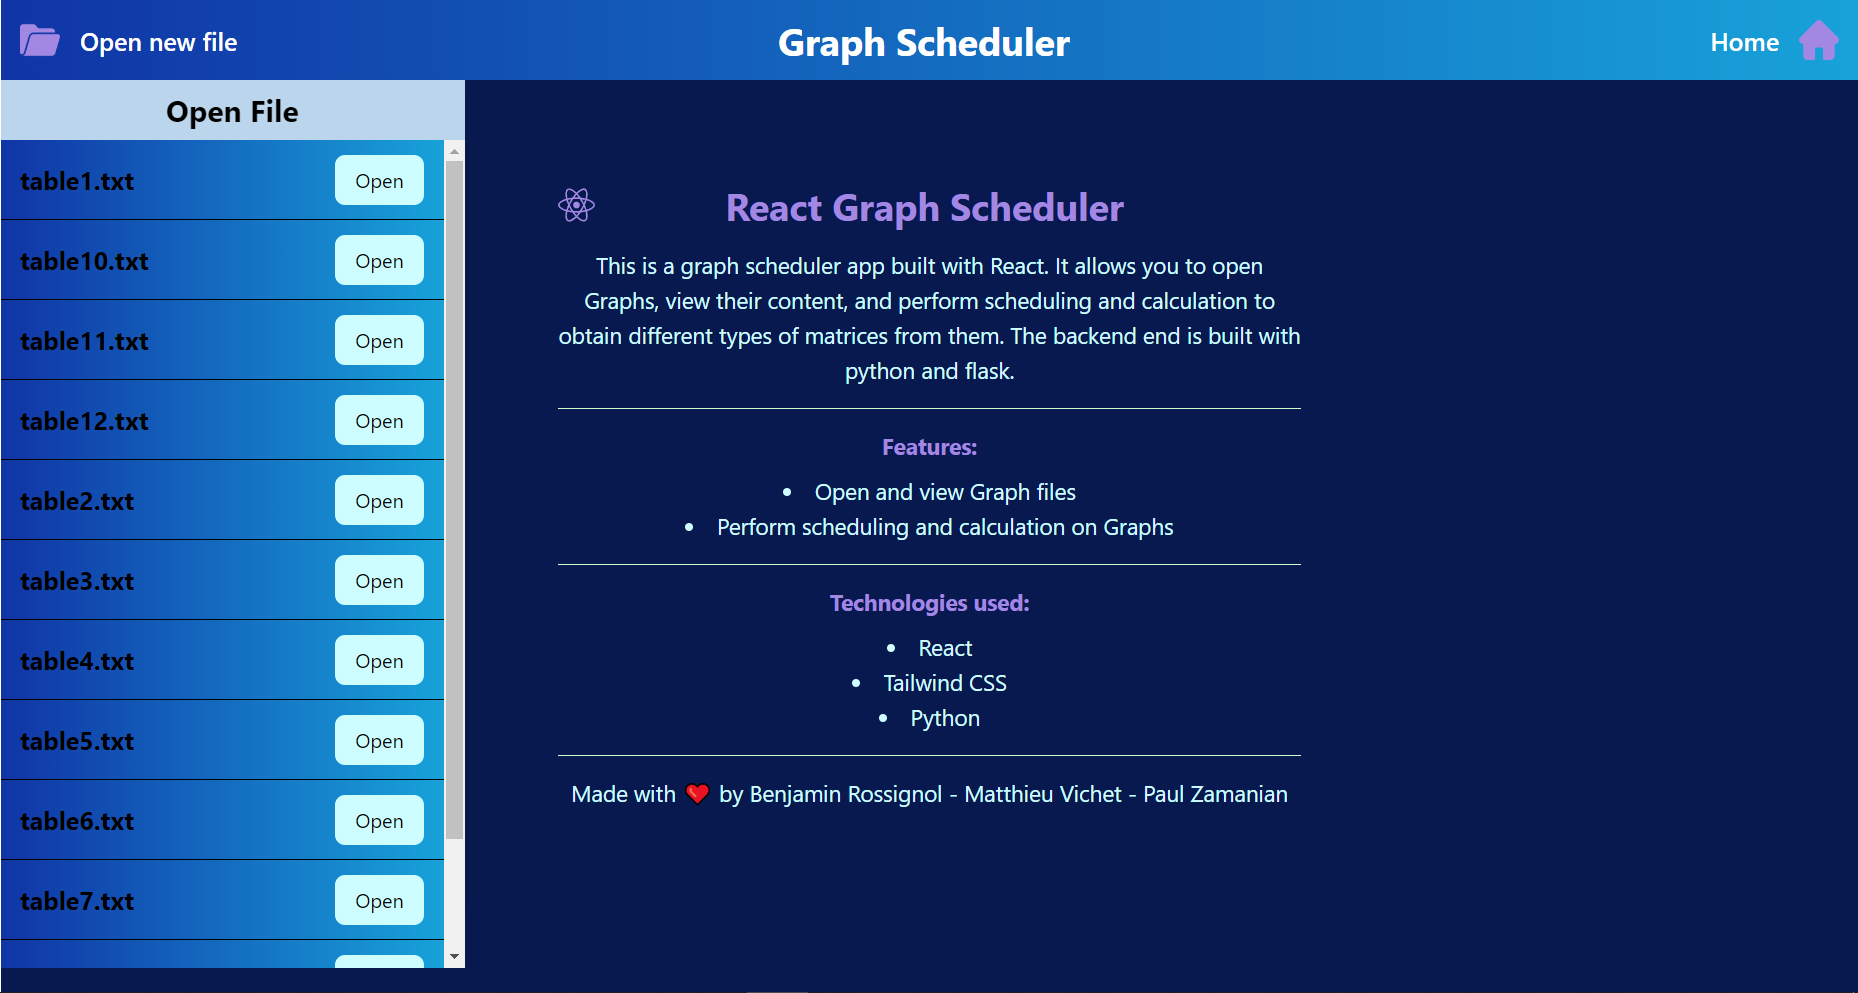 Open new file
Graph Scheduler
Home
Open File
table1.txt Open
table10.txt Open
table11.txt Open
table12.txt Open
table2.txt Open
table3.txt Open
table4.txt Open
table5.txt Open
table6.txt Open
table7.txt Open
React Graph Scheduler
This is a graph scheduler app built with React. It allows you to open
Graphs, view their content, and perform scheduling and calculation to
obtain different types of matrices from them. The backend end is built with
python and flask.
Features:
• Open and view Graph files
• Perform scheduling and calculation on Graphs
Technologies used:
• React
• Tailwind CSS
• Python
Made with ❤️ by Benjamin Rossignol - Matthieu Vichet - Paul Zamanian